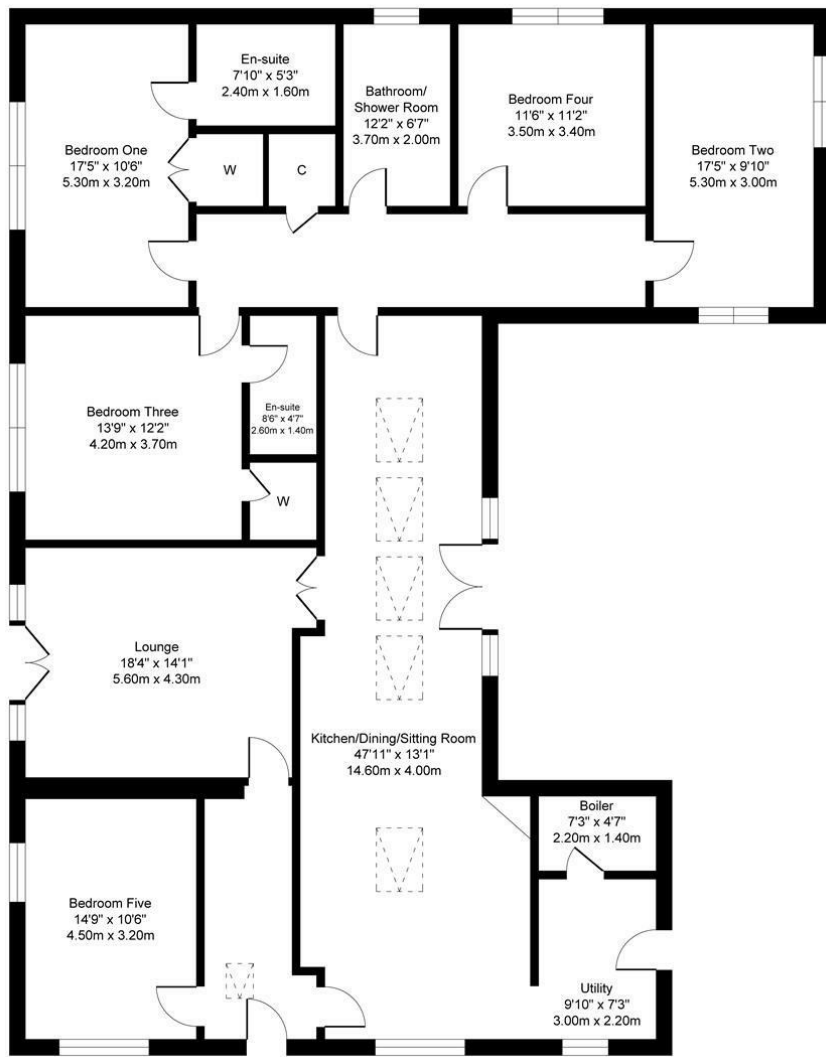 En-suite
7'10" x 5'3"
2.40m x 1.60m
Bathroom/
Shower Room
12'2" x 6'7"
3.70m x 2.00m
Bedroom Four
11'6" x 11'2"
3.50m x 3.40m
Bedroom One
17'5" x 10'6"
5.30m x 3.20m
Bedroom Two
17'5" x 9'10"
5.30m x 3.00m
W
C
Bedroom Three
13'9" x 12'2"
4.20m x 3.70m
En-suite
8'6" x 4'7"
2.60m x 1.40m
W
Lounge
18'4" x 14'1"
5.60m x 4.30m
Kitchen/Dining/Sitting Room
47'11" x 13'1"
14.60m x 4.00m
Boiler
7'3" x 4'7"
2.20m x 1.40m
Bedroom Five
14'9" x 10'6"
4.50m x 3.20m
Utility
9'10" x 7'3"
3.00m x 2.20m